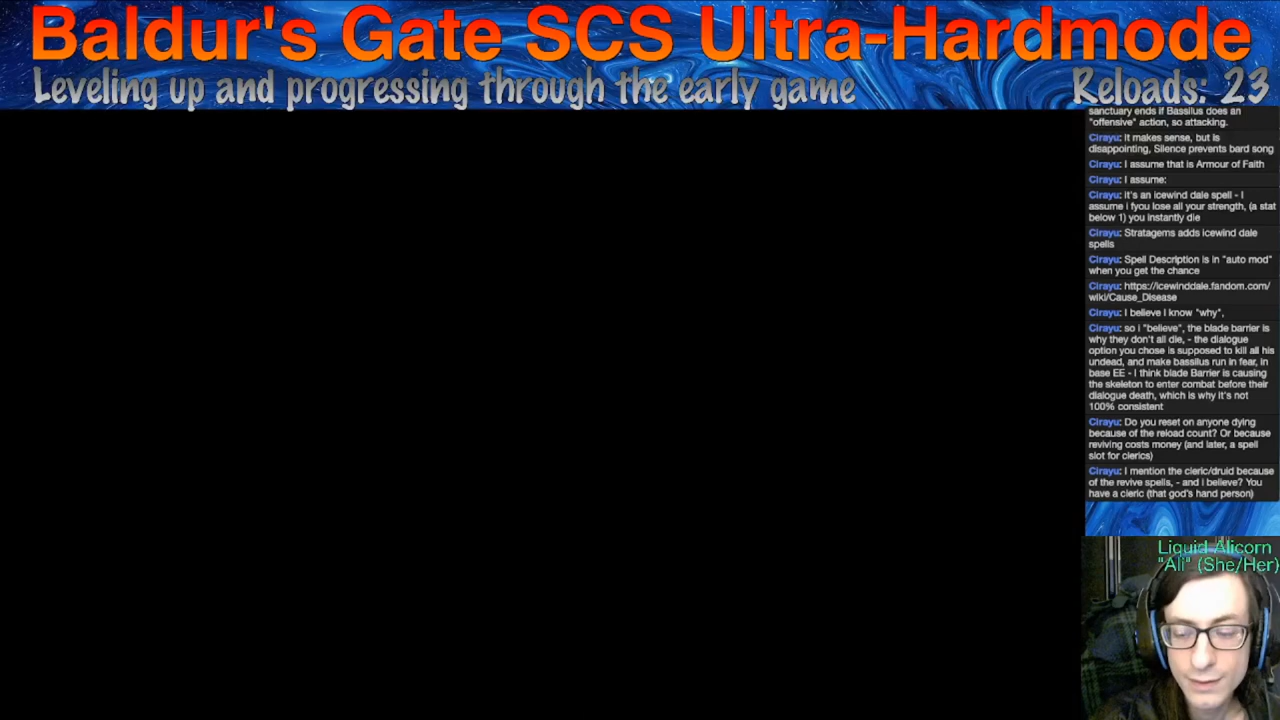 Baldur's Gate SCS Ultra-Hardmode
Leveling up and progressing through the early game
Reloads: 23
sanctuary ends if Bassilus does an
"offensive" action, so attacking.
Cirayu: It makes sense, but is
disappointing, Silence prevents bard song
Cirayu: I assume that is Armour of Faith
Cirayu: I assume:
Cirayu: it's an icewind dale spell - I
assume i fyou lose all your strength, (a stat
below 1) you instantly die
Cirayu: Stratagems adds icewind dale
spells
Cirayu: Spell Description is in "auto mod"
when you get the chance
Cirayu: https://icewinddale.fandom.com/
wiki/Cause_Disease
Cirayu: I believe i know "why",
Cirayu: so i "believe", the blade barrier is
why they don't all die, - the dialogue
option you chose is supposed to kill all his
undead, and make bassilus run in fear, in
base EE - I think blade Barrier is causing
the skeleton to enter combat before their
dialogue death, which is why it's not
100% consistent
Cirayu: Do you reset on anyone dying
because of the reload count? Or because
reviving costs money (and later, a spell
slot for clerics)
Cirayu: I mention the cleric/druid because
of the revive spells, - and i believe? You
have a cleric (that god's hand person)
Liquid Alicorn
"Ali" (She/Her)